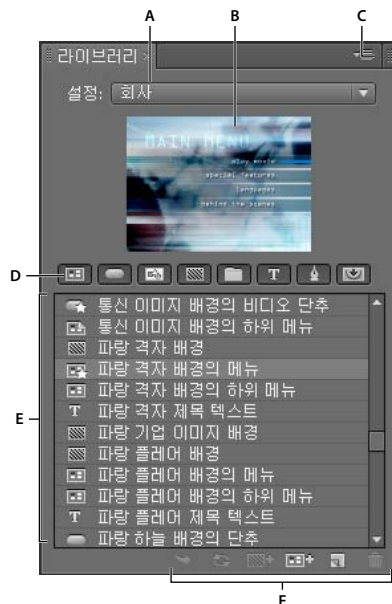 A
B
C
라이브러리 ×
설정: 회사
MAIN MENU
play movie
special features
languages
behind the scenes
D
T
E
통신 이미지 배경의 비디오 단추
통신 이미지 배경의 하위 메뉴
파랑 격자 배경
파랑 격자 배경의 메뉴
파랑 격자 배경의 하위 메뉴
T 파랑 격자 제목 텍스트
파랑 기업 이미지 배경
파랑 플레어 배경
파랑 플레어 배경의 메뉴
파랑 플레어 배경의 하위 메뉴
T 파랑 플레어 제목 텍스트
파랑 하늘 배경의 단추
F